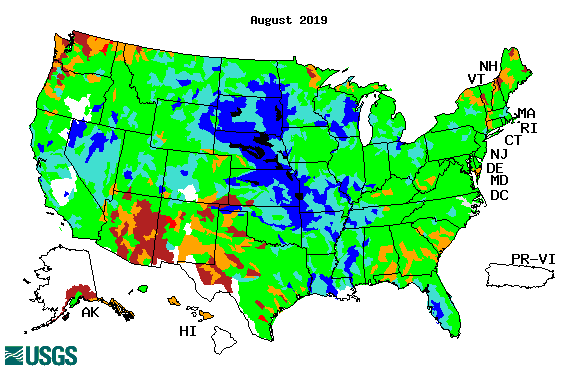 August 2019
NH
VT
MA
RI
CT
NJ
DE
MD
DC
PR-VI
AK
HI
USGS